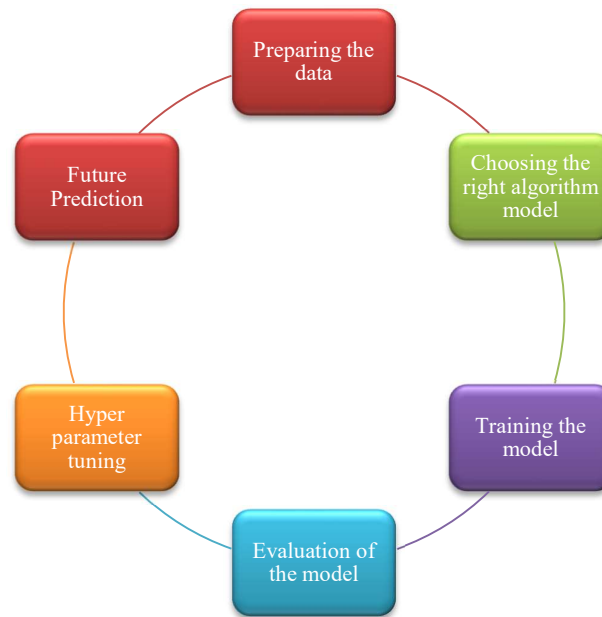 Preparing the
data
Choosing the
right algorithm
model
Training the
model
Evaluation of
the model
Hyper
parameter
tuning
Future
Prediction